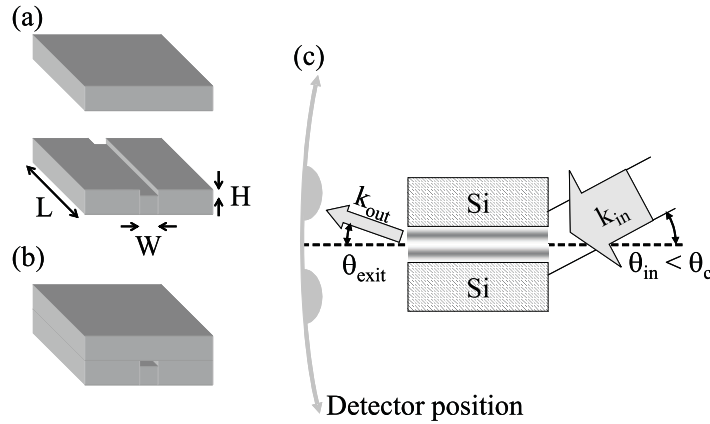 (a)
L
W
H
(b)
(c)
Si
Si
k_out
k_in
θ_exit
θ_in < θ_c
Detector position